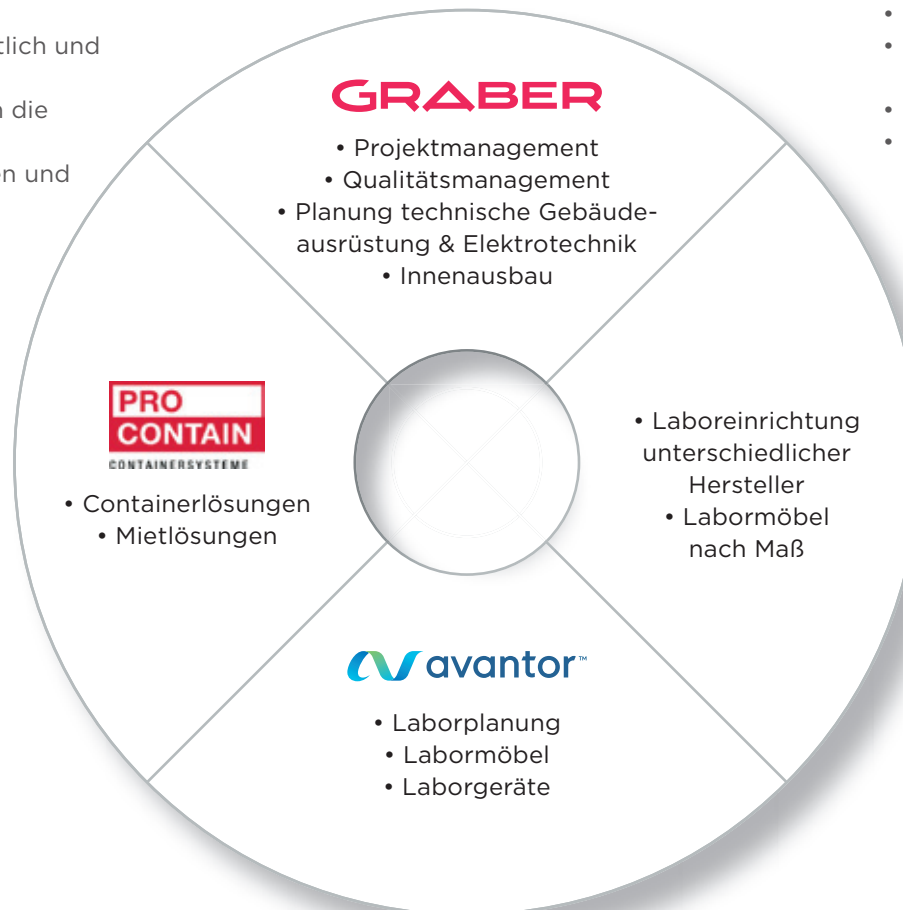 tlich und
die
en und
•
•
•
•
GRABER
• Projektmanagement
• Qualitätsmanagement
• Planung technische Gebäude-
ausrüstung & Elektrotechnik
• Innenausbau
PRO
CONTAIN
CONTAINERSYSTEME
• Containerlösungen
• Mietlösungen
• Laboreinrichtung
unterschiedlicher
Hersteller
• Labormöbel
nach Maß
avantor™
• Laborplanung
• Labormöbel
• Laborgeräte